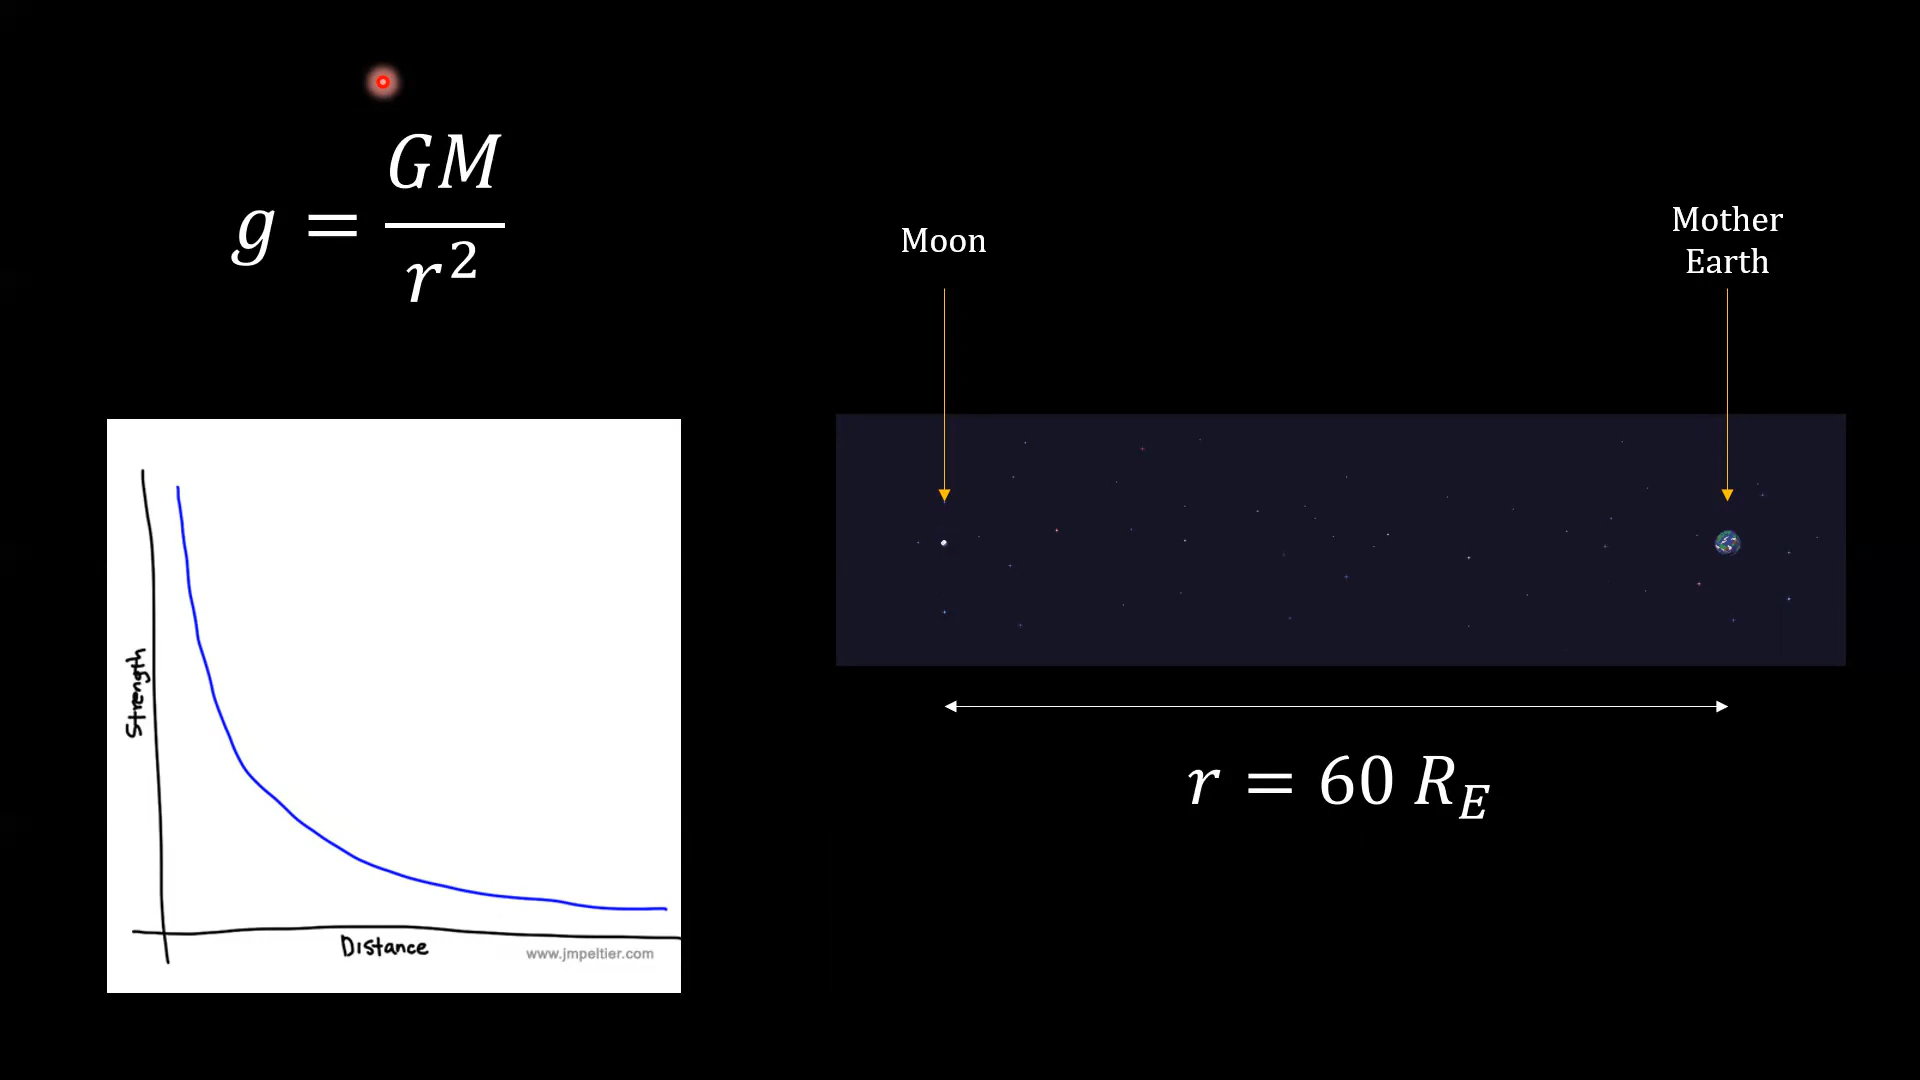 g = GM / r²
Moon
Mother
Earth
Strength
Distance
www.jmpeltier.com
r = 60 R_E